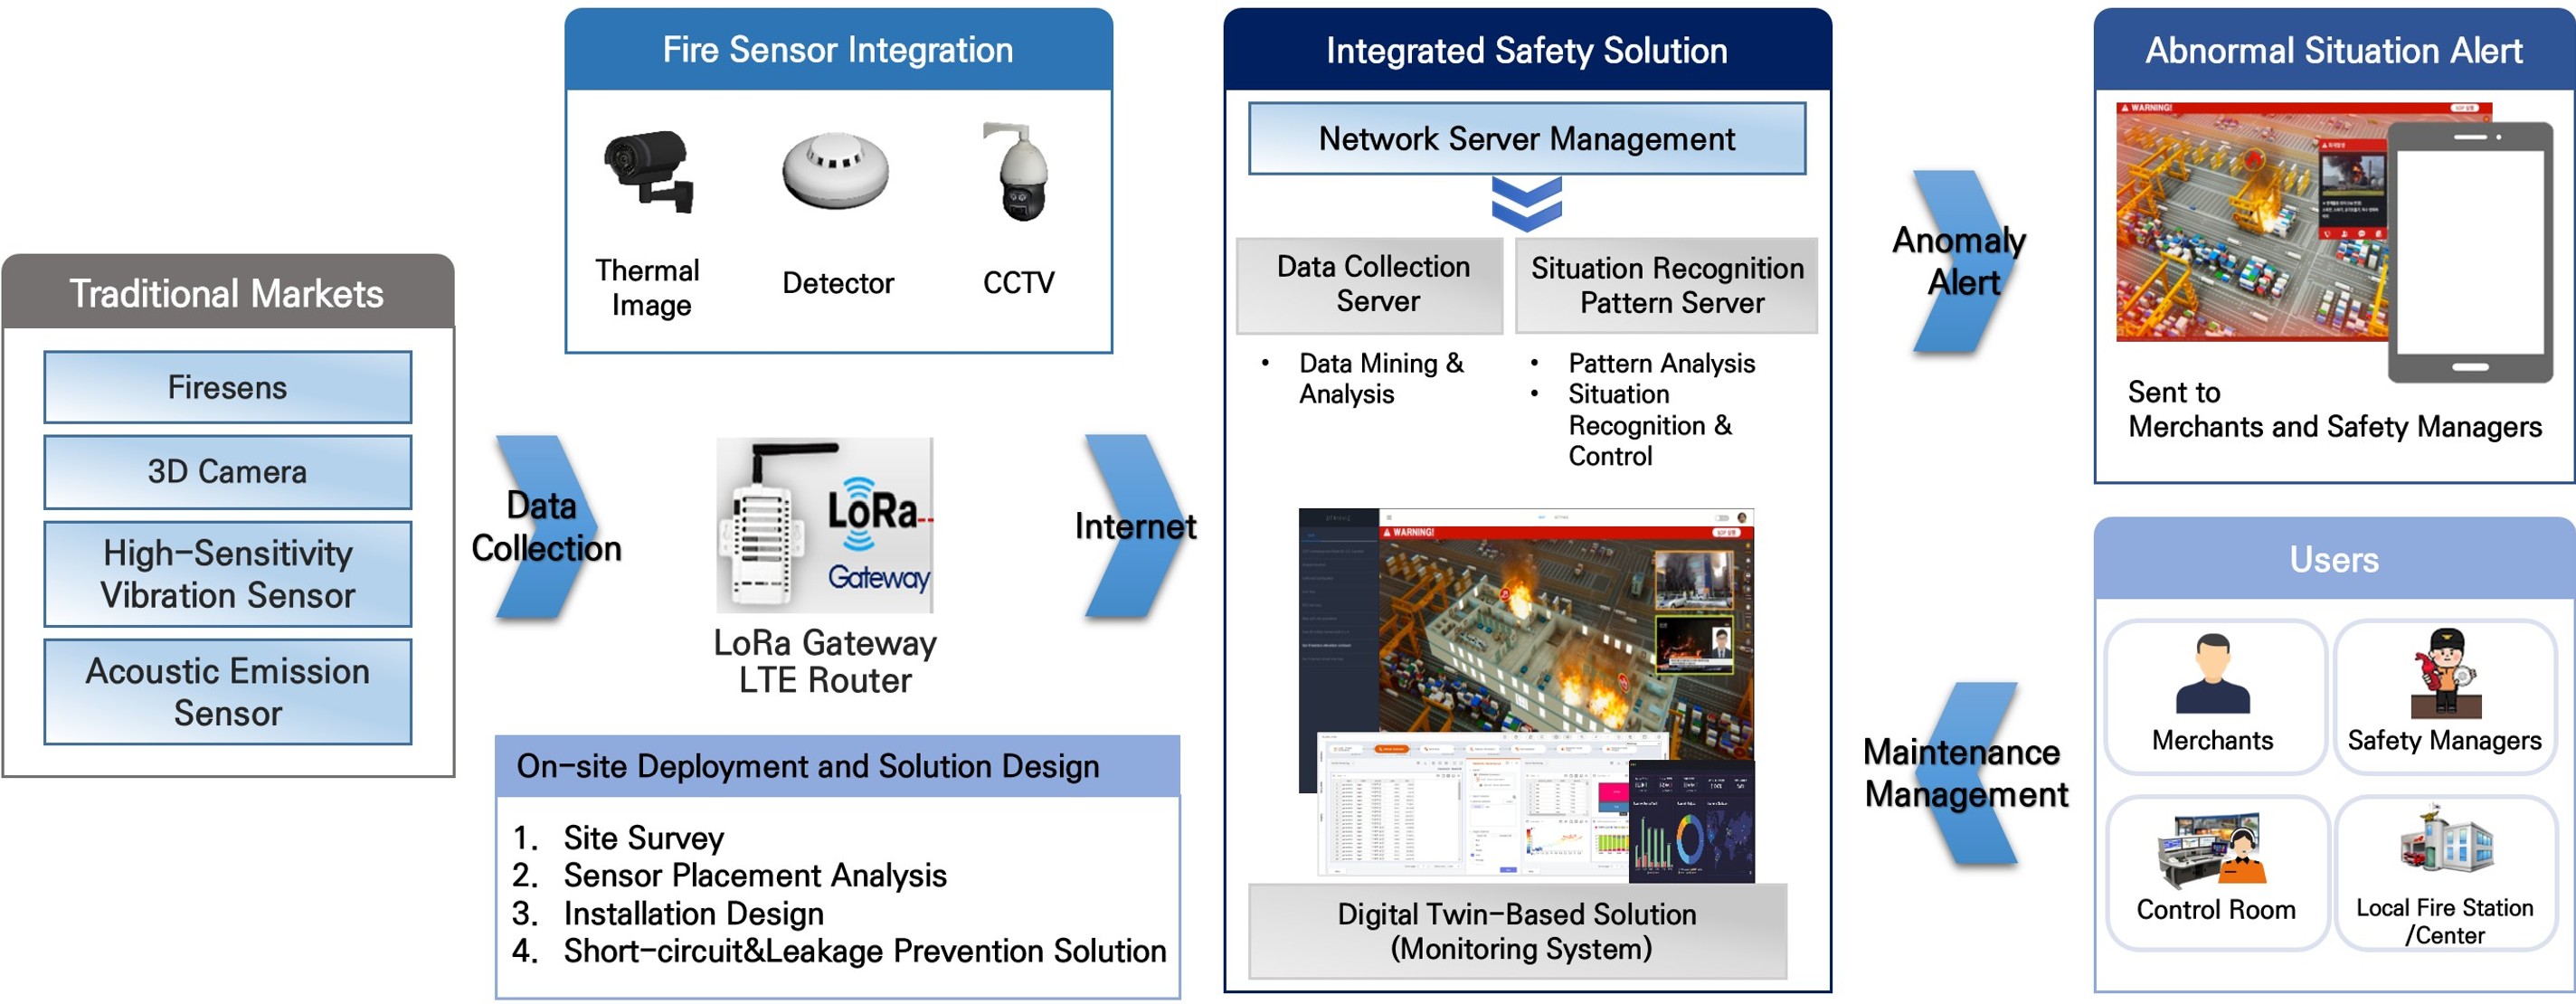 Traditional Markets
Firesens
3D Camera
High-Sensitivity
Vibration Sensor
Acoustic Emission
Sensor
Data
Collection
Fire Sensor Integration
Thermal
Image
Detector
CCTV
LoRa
Gateway
LoRa Gateway
LTE Router
On-site Deployment and Solution Design
1. Site Survey
2. Sensor Placement Analysis
3. Installation Design
4. Short-circuit&Leakage Prevention Solution
Internet
Integrated Safety Solution
Network Server Management
Data Collection
Server
• Data Mining &
Analysis
Situation Recognition
Pattern Server
• Pattern Analysis
• Situation
Recognition &
Control
WARNING!
Digital Twin-Based Solution
(Monitoring System)
Anomaly
Alert
Maintenance
Management
Abnormal Situation Alert
WARNING!
Sent to
Merchants and Safety Managers
Users
Merchants
Safety Managers
Control Room
Local Fire Station
/Center